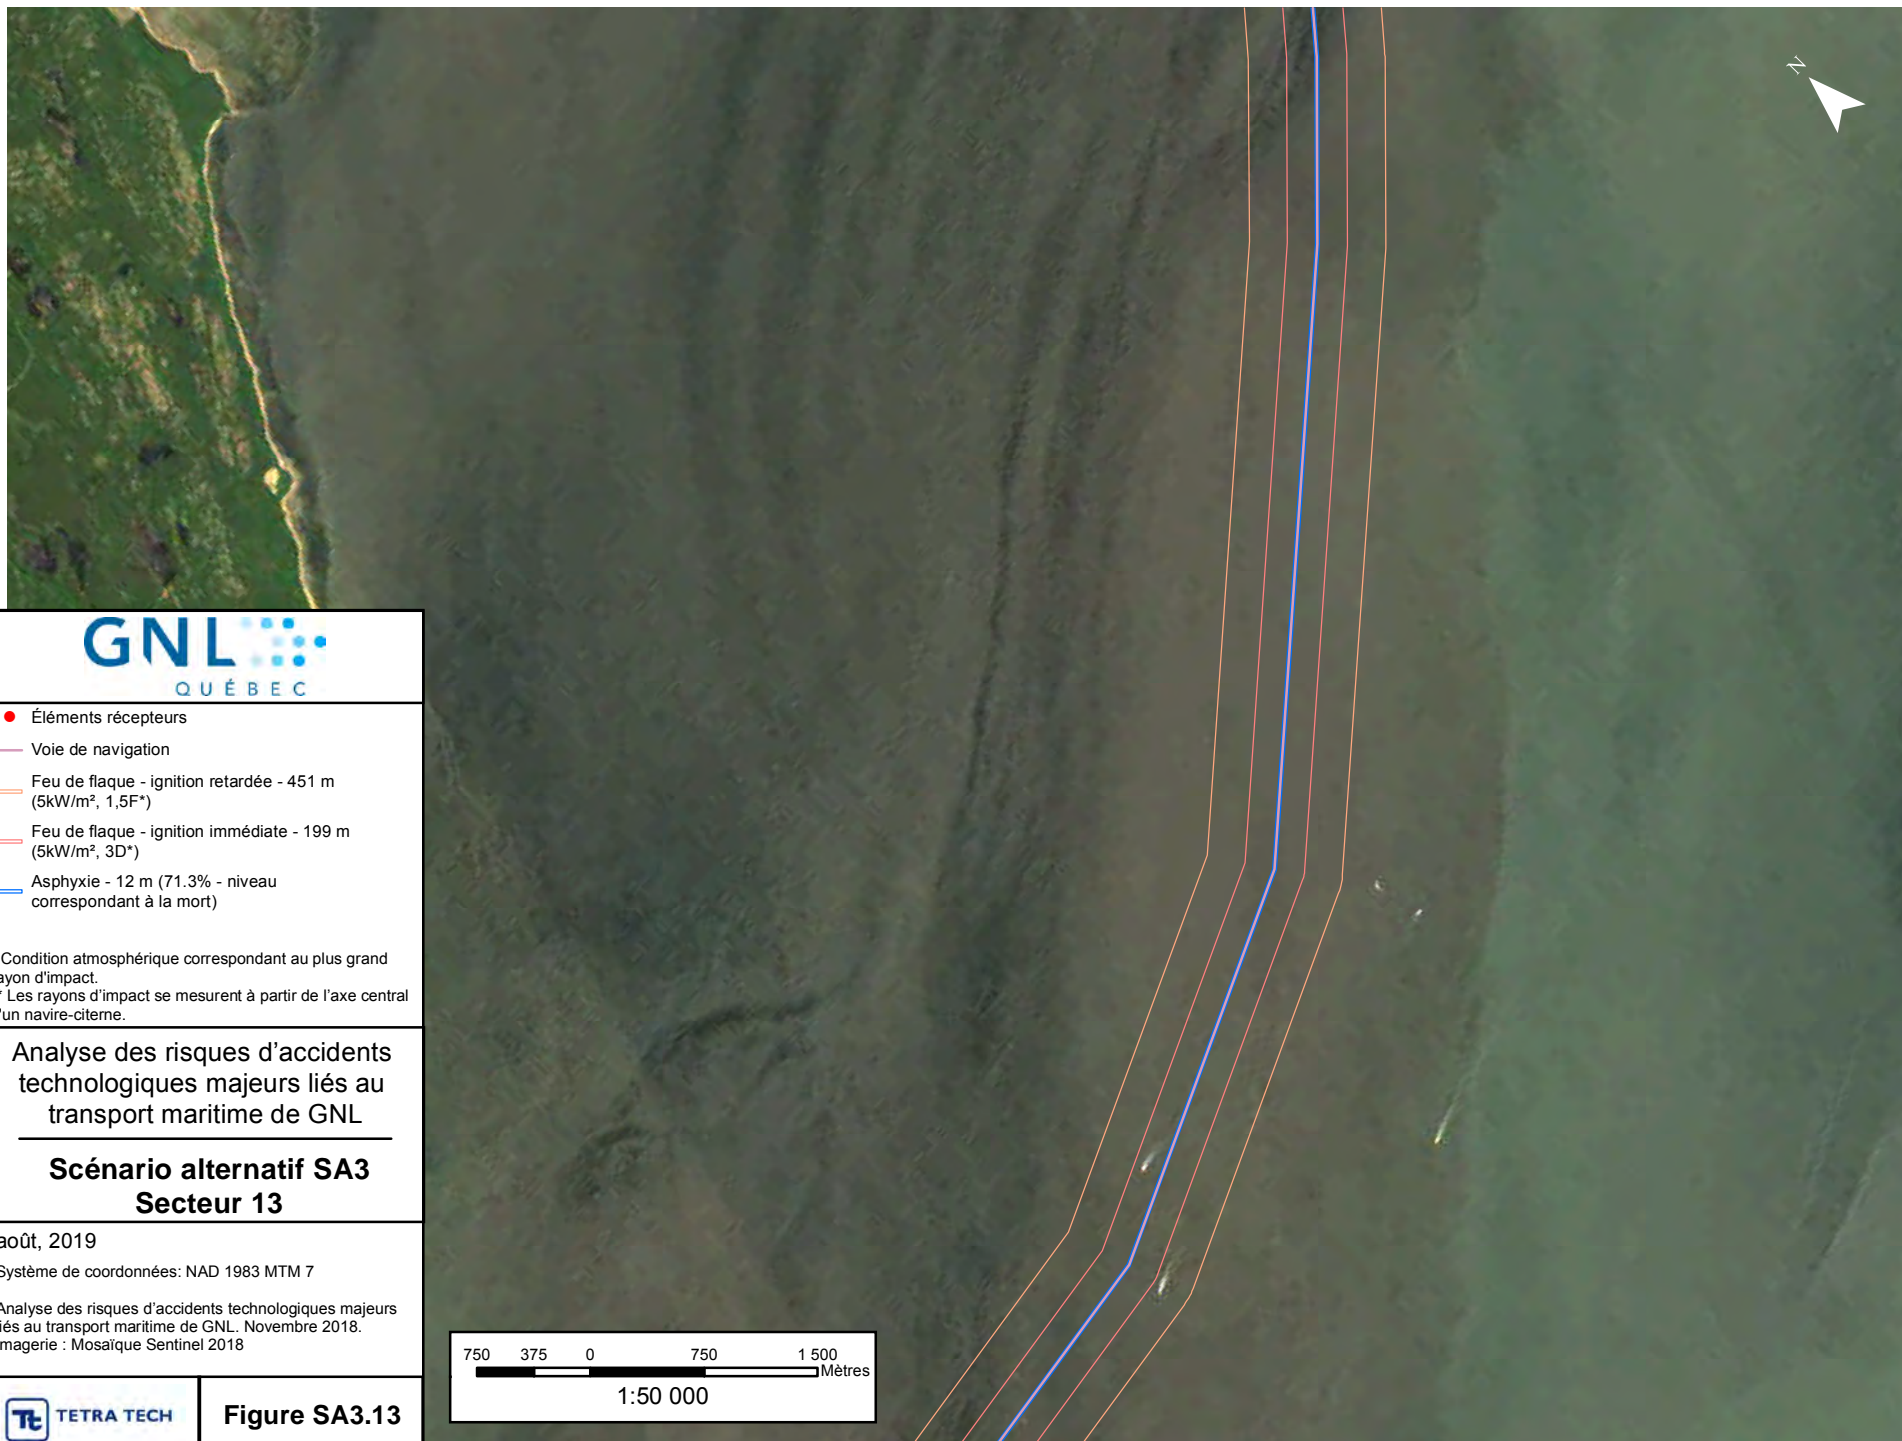 N
GNL
QUÉBEC
Éléments récepteurs
Voie de navigation
Feu de flaque - ignition retardée - 451 m
(5kW/m², 1,5F*)
Feu de flaque - ignition immédiate - 199 m
(5kW/m², 3D*)
Asphyxie - 12 m (71.3% - niveau
correspondant à la mort)
Condition atmosphérique correspondant au plus grand
ayon d'impact.
* Les rayons d'impact se mesurent à partir de l'axe central
'un navire-citerne.
Analyse des risques d'accidents
technologiques majeurs liés au
transport maritime de GNL
Scénario alternatif SA3
Secteur 13
août, 2019
Système de coordonnées: NAD 1983 MTM 7
Analyse des risques d'accidents technologiques majeurs
iés au transport maritime de GNL. Novembre 2018.
magerie : Mosaïque Sentinel 2018
TETRA TECH
Figure SA3.13
750 375 0 750 1 500
Mètres
1:50 000